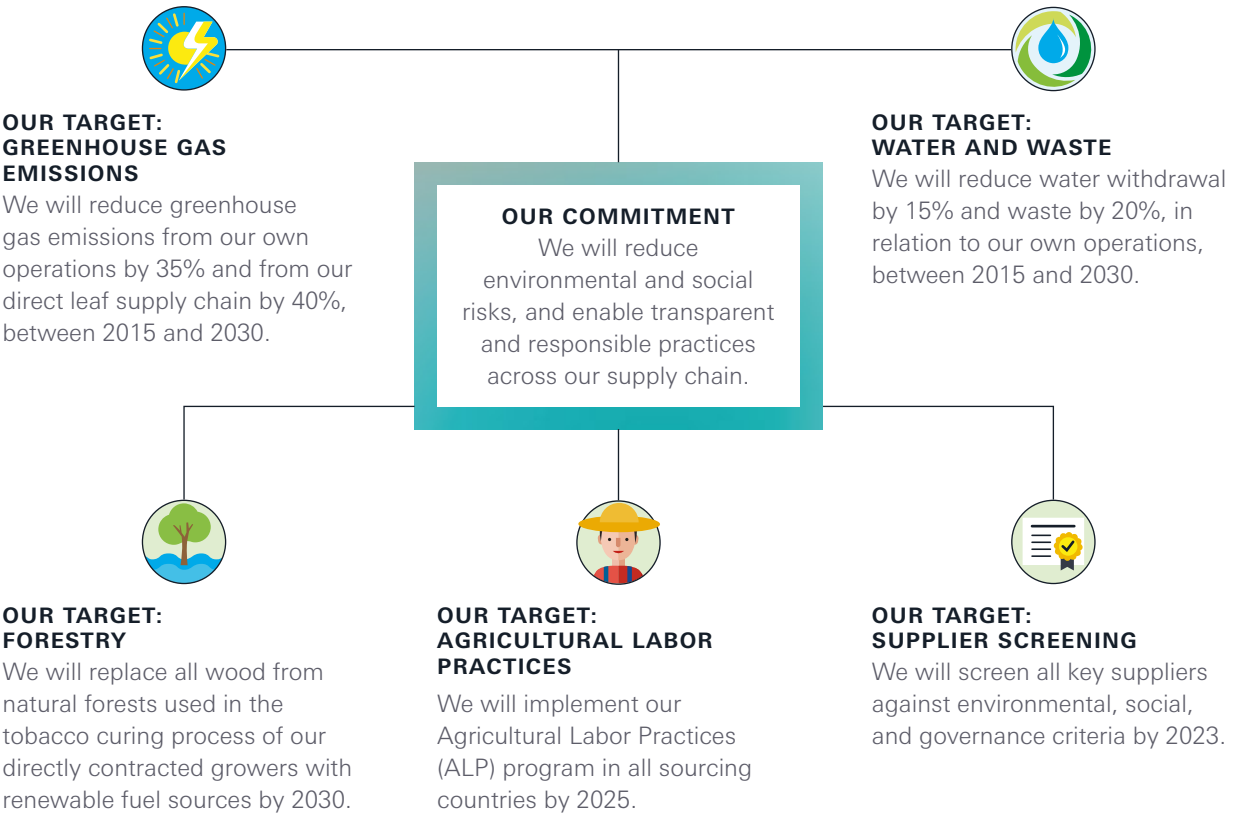 OUR TARGET:
GREENHOUSE GAS
EMISSIONS
We will reduce greenhouse
gas emissions from our own
operations by 35% and from our
direct leaf supply chain by 40%,
between 2015 and 2030.
OUR TARGET:
WATER AND WASTE
We will reduce water withdrawal
by 15% and waste by 20%, in
relation to our own operations,
between 2015 and 2030.
OUR COMMITMENT
We will reduce
environmental and social
risks, and enable transparent
and responsible practices
across our supply chain.
OUR TARGET:
FORESTRY
We will replace all wood from
natural forests used in the
tobacco curing process of our
directly contracted growers with
renewable fuel sources by 2030.
OUR TARGET:
AGRICULTURAL LABOR
PRACTICES
We will implement our
Agricultural Labor Practices
(ALP) program in all sourcing
countries by 2025.
OUR TARGET:
SUPPLIER SCREENING
We will screen all key suppliers
against environmental, social,
and governance criteria by 2023.